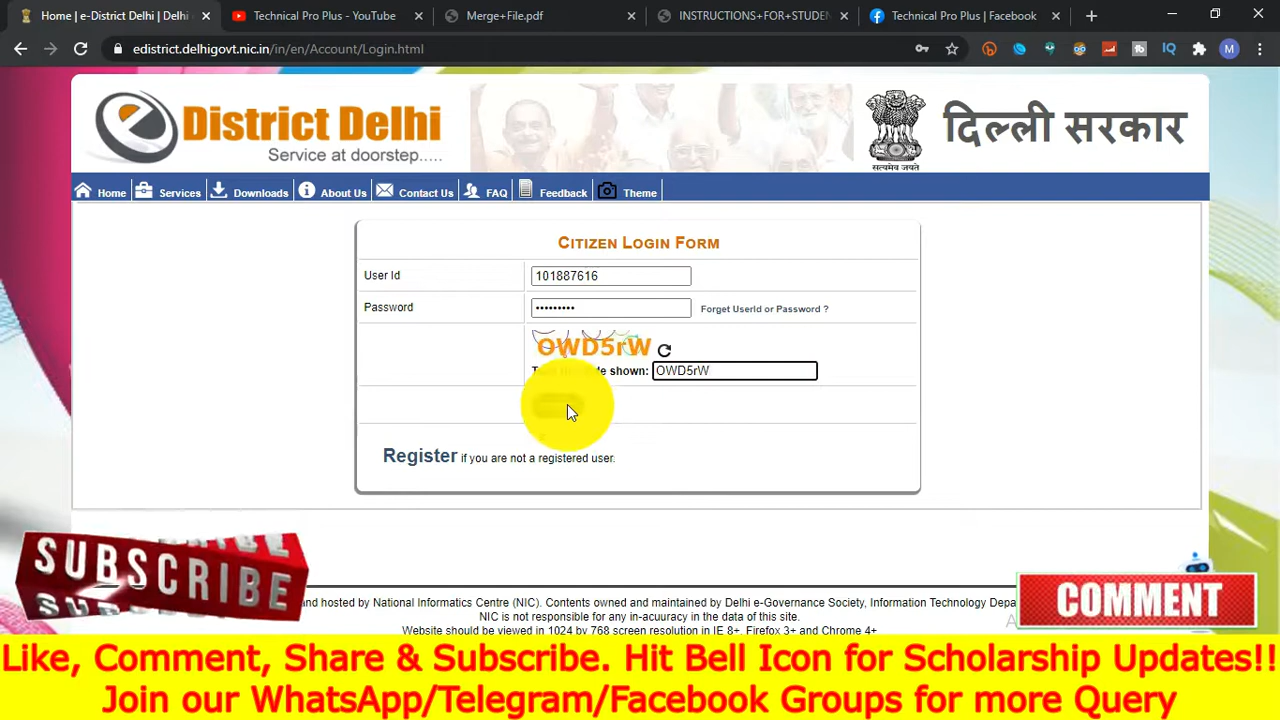 Home | e-District Delhi | Delhi
Technical Pro Plus - YouTube
Merge+File.pdf
INSTRUCTIONS+FOR+STUDEN
Technical Pro Plus | Facebook
edistrict.delhigovt.nic.in/in/en/Account/Login.html
IQ
M
e District Delhi
Service at doorstep.....
सत्यमेव जयते
दिल्ली सरकार
Home
Services
Downloads
About Us
Contact Us
FAQ
Feedback
Theme
CITIZEN LOGIN FORM
User Id
101887616
Password
•••••••••
Forget UserId or Password ?
OWD5rW
shown:
OWD5rW
Register if you are not a registered user.
SUBSCRIBE
and hosted by National Informatics Centre (NIC). Contents owned and maintained by Delhi e-Governance Society, Information Technology
NIC is not responsible for any in-acuuracy in the data of this site.
Website should be viewed in 1024 by 768 screen resolution in IE 8+, Firefox 3+ and Chrome 4+
COMMENT
Like, Comment, Share & Subscribe. Hit Bell Icon for Scholarship Updates!!
Join our WhatsApp/Telegram/Facebook Groups for more Query